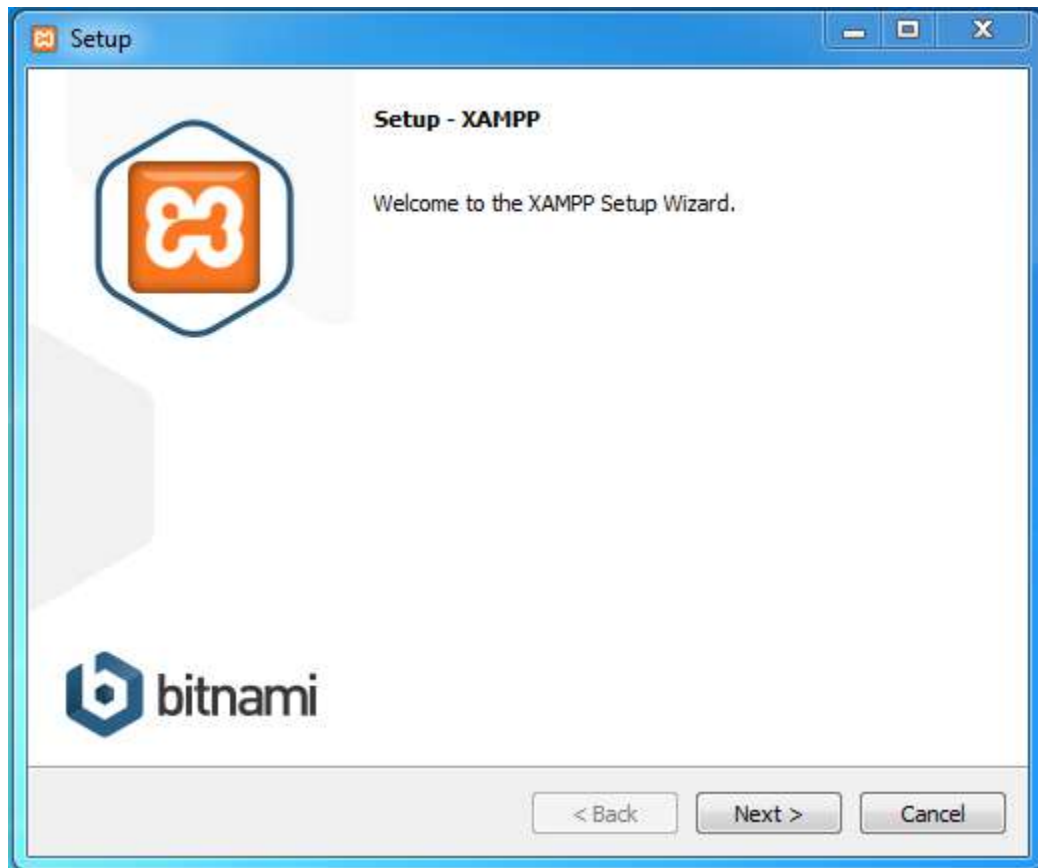 Setup
Setup - XAMPP
Welcome to the XAMPP Setup Wizard.
bitnami
< Back
Next >
Cancel